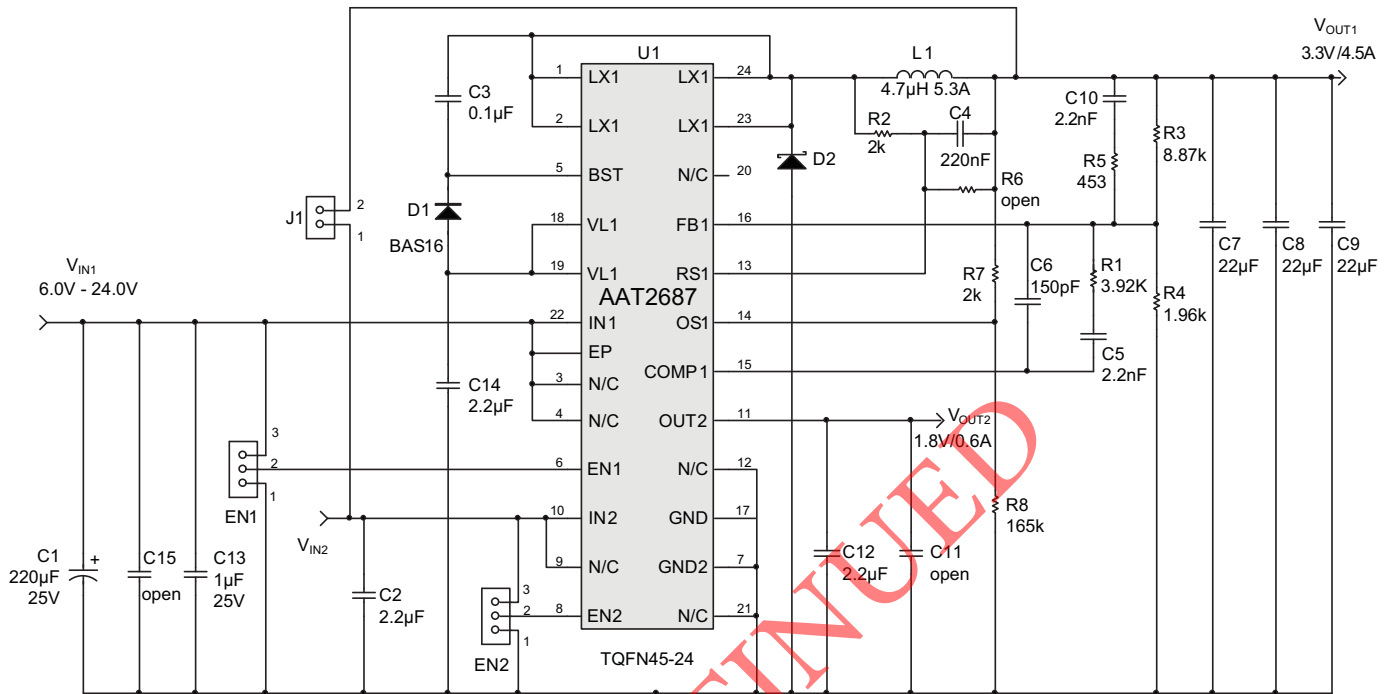 V_OUT1
3.3V/4.5A
U1
L1
4.7µH 5.3A
1 LX1 LX1 24
C3
0.1µF
2 LX1 LX1 23
R2
2k
C4
220nF
C10
2.2nF
R3
8.87k
D2
5 BST N/C 20
R5
453
R6
open
J1
2
1
D1
BAS16
18 VL1 FB1 16
19 VL1 RS1 13
C7
22µF
C8
22µF
C9
22µF
V_IN1
6.0V - 24.0V
R7
2k
C6
150pF
R1
3.92K
R4
1.96k
AAT2687
22 IN1 OS1 14
EP
C5
2.2nF
3 N/C COMP1 15
C14
2.2µF
4 N/C OUT2 11
V_OUT2
1.8V/0.6A
3
2
1
EN1
6 EN1 N/C 12
10 IN2 GND 17
R8
165k
V_IN2
C1
220µF
25V
+
C15
open
C13
1µF
25V
9 N/C GND2 7
C12
2.2µF
C11
open
C2
2.2µF
3
2
1
EN2
8 EN2 N/C 21
TQFN45-24
TINUED